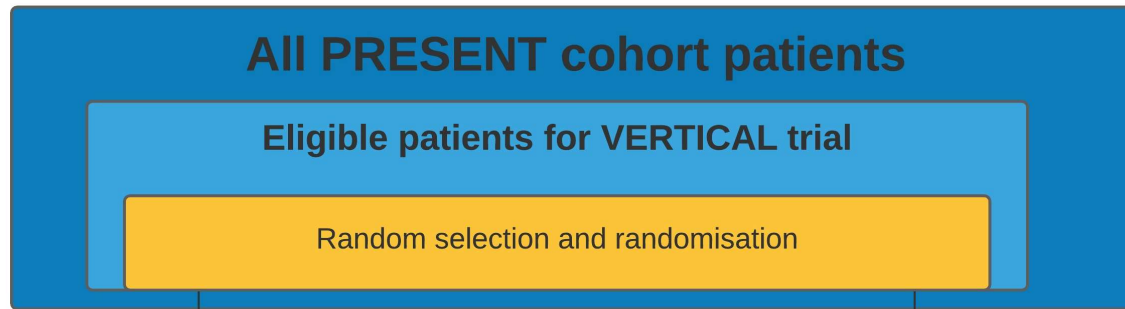 All PRESENT cohort patients
Eligible patients for VERTICAL trial
Random selection and randomisation